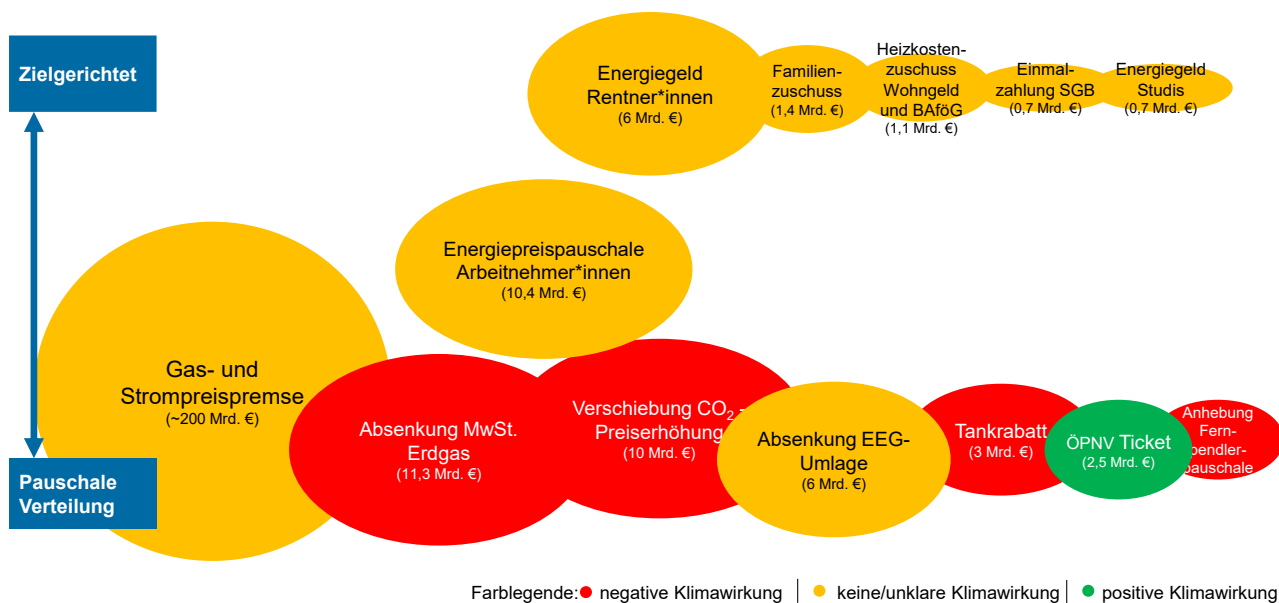 Zielgerichtet
Energiegeld
Rentner*innen
(6 Mrd. €)
Familien-
zuschuss
(1,4 Mrd. €)
Heizkosten-
zuschuss
Wohngeld
und BAföG
(1,1 Mrd. €)
Einmal-
zahlung SGB
(0,7 Mrd. €)
Energiegeld
Studis
(0,7 Mrd. €)
Energiepreispauschale
Arbeitnehmer*innen
(10,4 Mrd. €)
Gas- und
Strompreispremse
(~200 Mrd. €)
Absenkung MwSt.
Erdgas
(11,3 Mrd. €)
Verschiebung CO₂ -
Preiserhöhung
(10 Mrd. €)
Absenkung EEG-
Umlage
(6 Mrd. €)
Tankrabatt
(3 Mrd. €)
ÖPNV Ticket
(2,5 Mrd. €)
Anhebung
Fern-
pendler-
pauschale
Pauschale
Verteilung
Farblegende: negative Klimawirkung | keine/unklare Klimawirkung | positive Klimawirkung